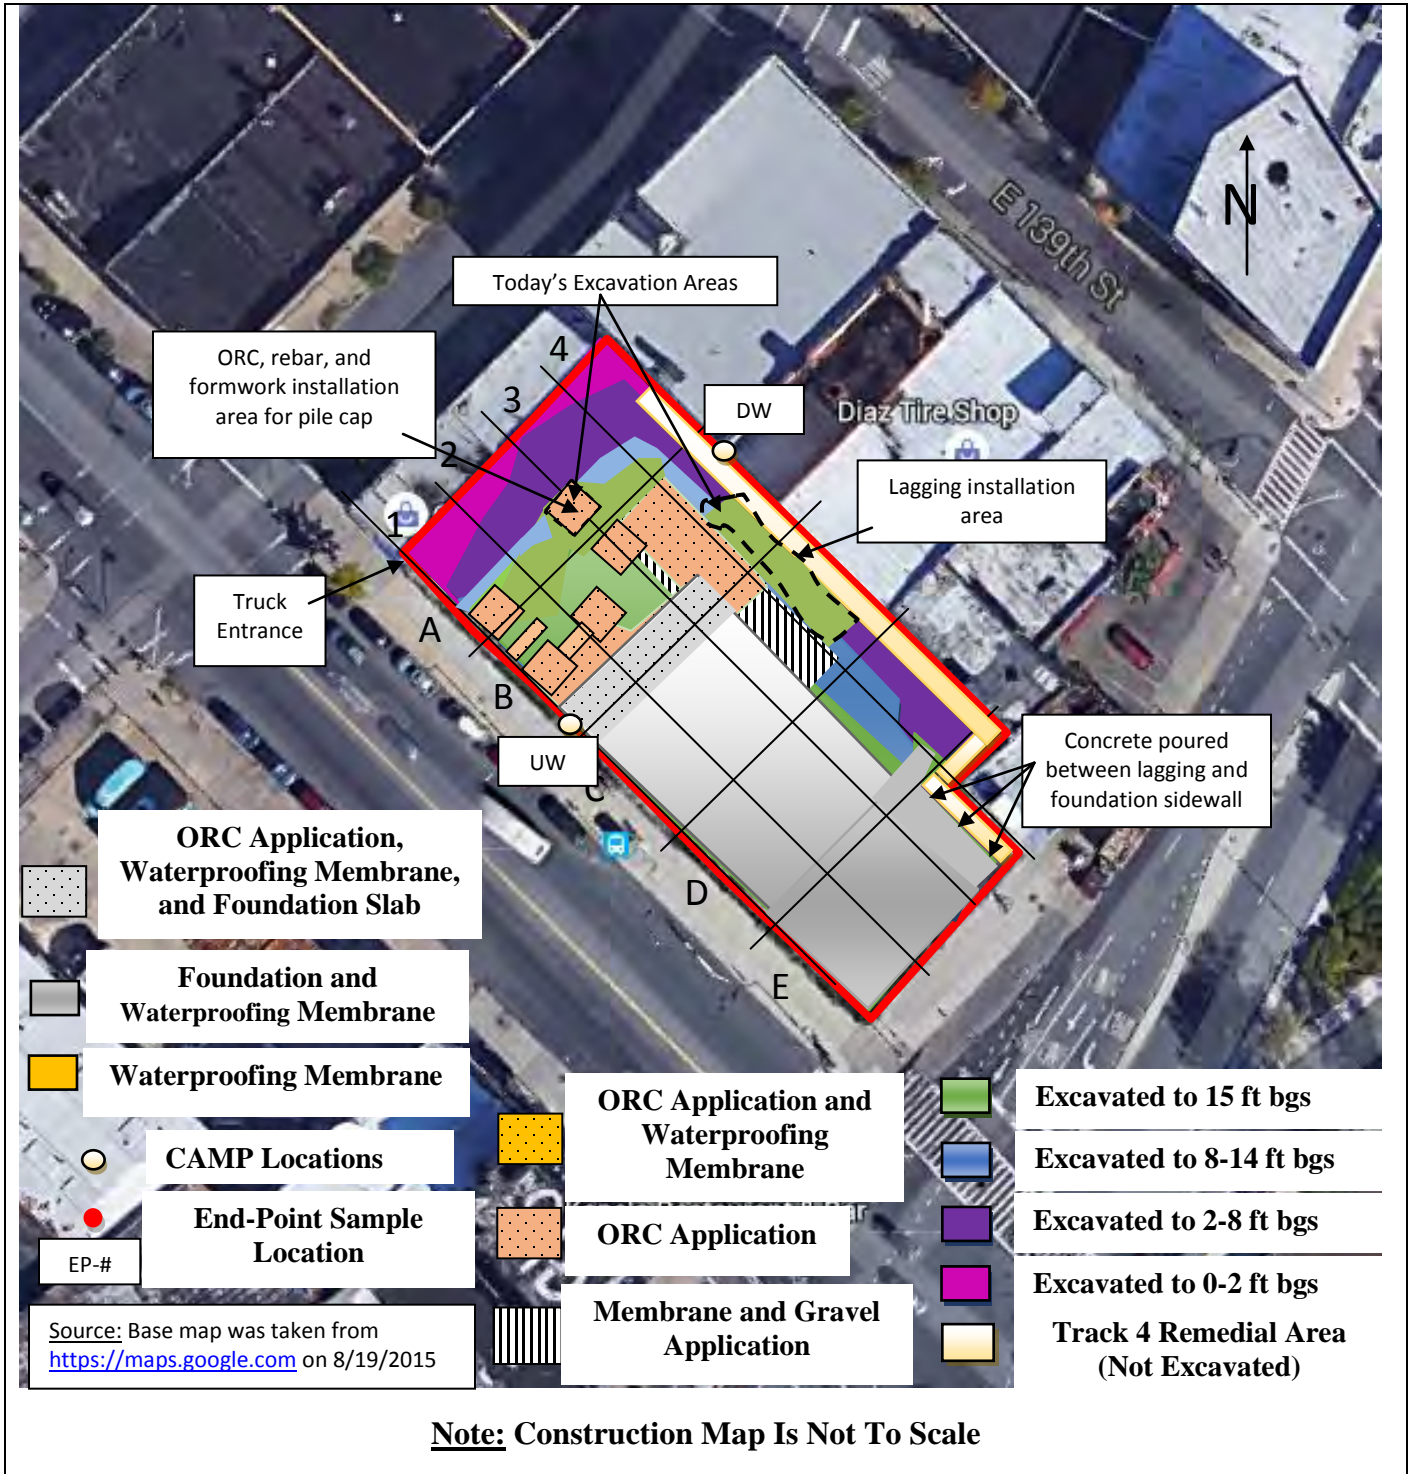 E 139th St
N
Today's Excavation Areas
ORC, rebar, and
formwork installation
area for pile cap
4
3
2
1
DW
Diaz Tire Shop
Lagging installation
area
Truck
Entrance
A
B
UW
C
D
E
Concrete poured
between lagging and
foundation sidewall
ORC Application,
Waterproofing Membrane,
and Foundation Slab
Foundation and
Waterproofing Membrane
Waterproofing Membrane
CAMP Locations
End-Point Sample
Location
EP-#
Source: Base map was taken from
https://maps.google.com on 8/19/2015
ORC Application and
Waterproofing
Membrane
ORC Application
Membrane and Gravel
Application
Excavated to 15 ft bgs
Excavated to 8-14 ft bgs
Excavated to 2-8 ft bgs
Excavated to 0-2 ft bgs
Track 4 Remedial Area
(Not Excavated)
Note: Construction Map Is Not To Scale